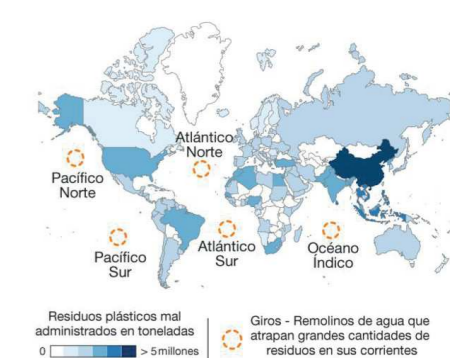 Atlántico
Norte
Pacífico
Norte
Pacífico
Sur
Atlántico
Sur
Océano
Índico
Residuos plásticos mal
administrados en toneladas
0
> 5 millones
Giros - Remolinos de agua que
atrapan grandes cantidades de
residuos en sus corrientes